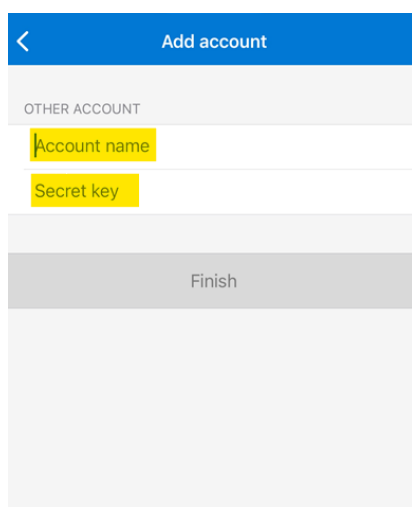 Add account
OTHER ACCOUNT
Account name
Secret key
Finish